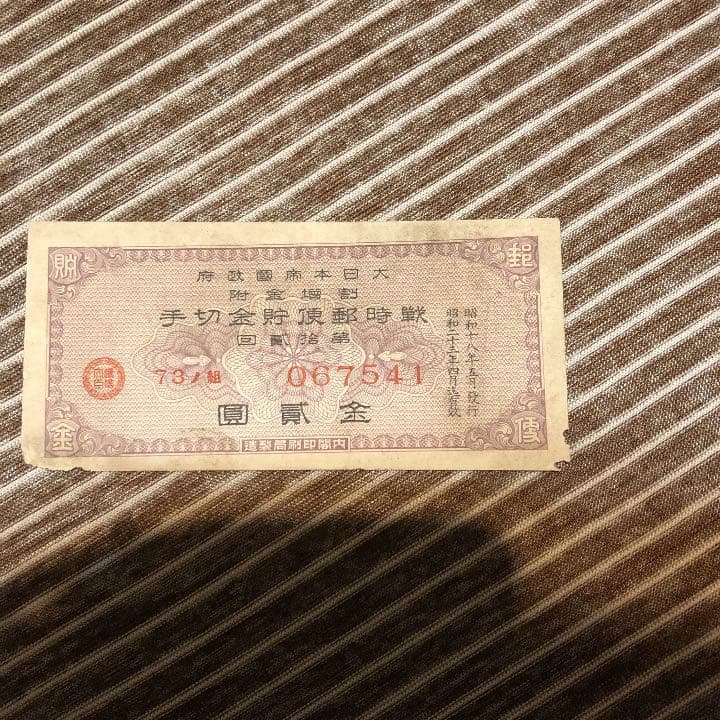 大日本帝國政府
割增金附
戰時郵便貯金切手
第拾貳回
73ノ組 067541
金貳圓
昭和十八年五月發行
內閣印刷局製造
郵
便
貯
金